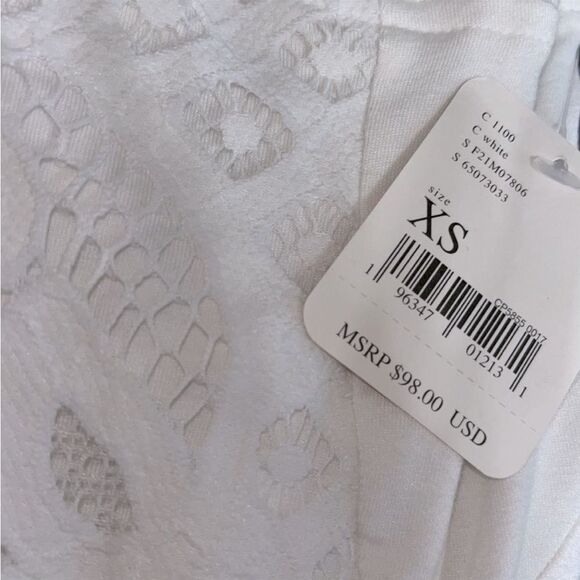 C 1100
C white
S F21M07806
S 65073033
size
XS
CP5855 0017
1 96347 01213 1
MSRP $98.00 USD